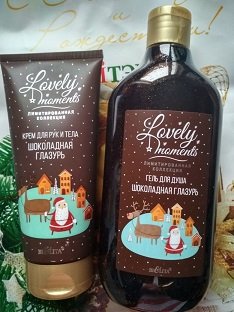 и
Рождеством!
Lovely
moments
ЛИМИТИРОВАННАЯ
КОЛЛЕКЦИЯ
КРЕМ ДЛЯ РУК И ТЕЛА
ШОКОЛАДНАЯ
ГЛАЗУРЬ
Lovely
moments
ЛИМИТИРОВАННАЯ
КОЛЛЕКЦИЯ
ГЕЛЬ ДЛЯ ДУША
ШОКОЛАДНАЯ ГЛАЗУРЬ